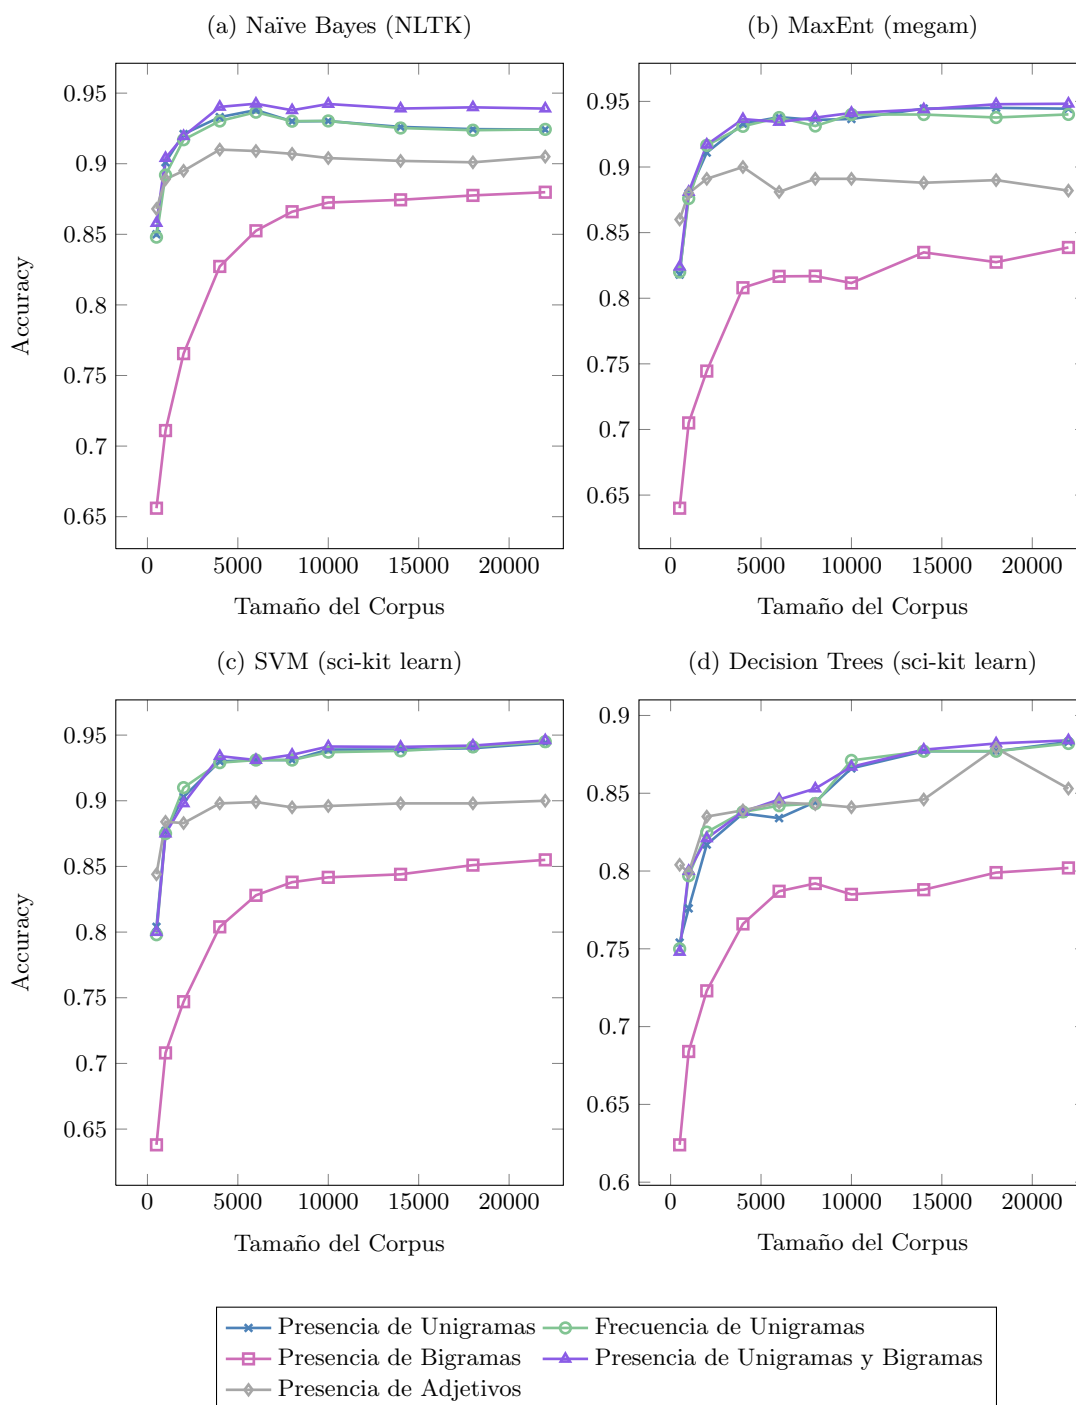 (a) Naïve Bayes (NLTK)
0.95
0.9
0.85
0.8
0.75
0.7
0.65
Accuracy
0 5000 10000 15000 20000
Tamaño del Corpus
(b) MaxEnt (megam)
0.95
0.9
0.85
0.8
0.75
0.7
0.65
0 5000 10000 15000 20000
Tamaño del Corpus
(c) SVM (sci-kit learn)
0.95
0.9
0.85
0.8
0.75
0.7
0.65
Accuracy
0 5000 10000 15000 20000
Tamaño del Corpus
(d) Decision Trees (sci-kit learn)
0.9
0.85
0.8
0.75
0.7
0.65
0.6
0 5000 10000 15000 20000
Tamaño del Corpus
Presencia de Unigramas Frecuencia de Unigramas
Presencia de Bigramas Presencia de Unigramas y Bigramas
Presencia de Adjetivos